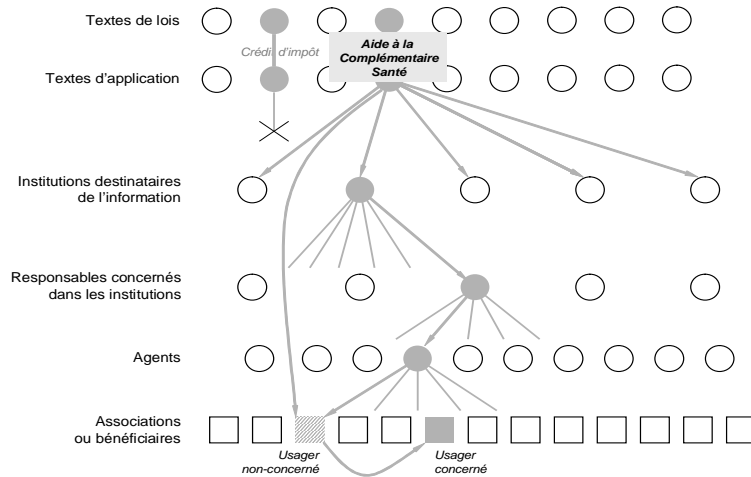 Textes de lois
Crédit d'impôt
Aide à la
Complémentaire
Santé
Textes d'application
Institutions destinataires
de l'information
Responsables concernés
dans les institutions
Agents
Associations
ou bénéficiaires
Usager
non-concerné
Usager
concerné